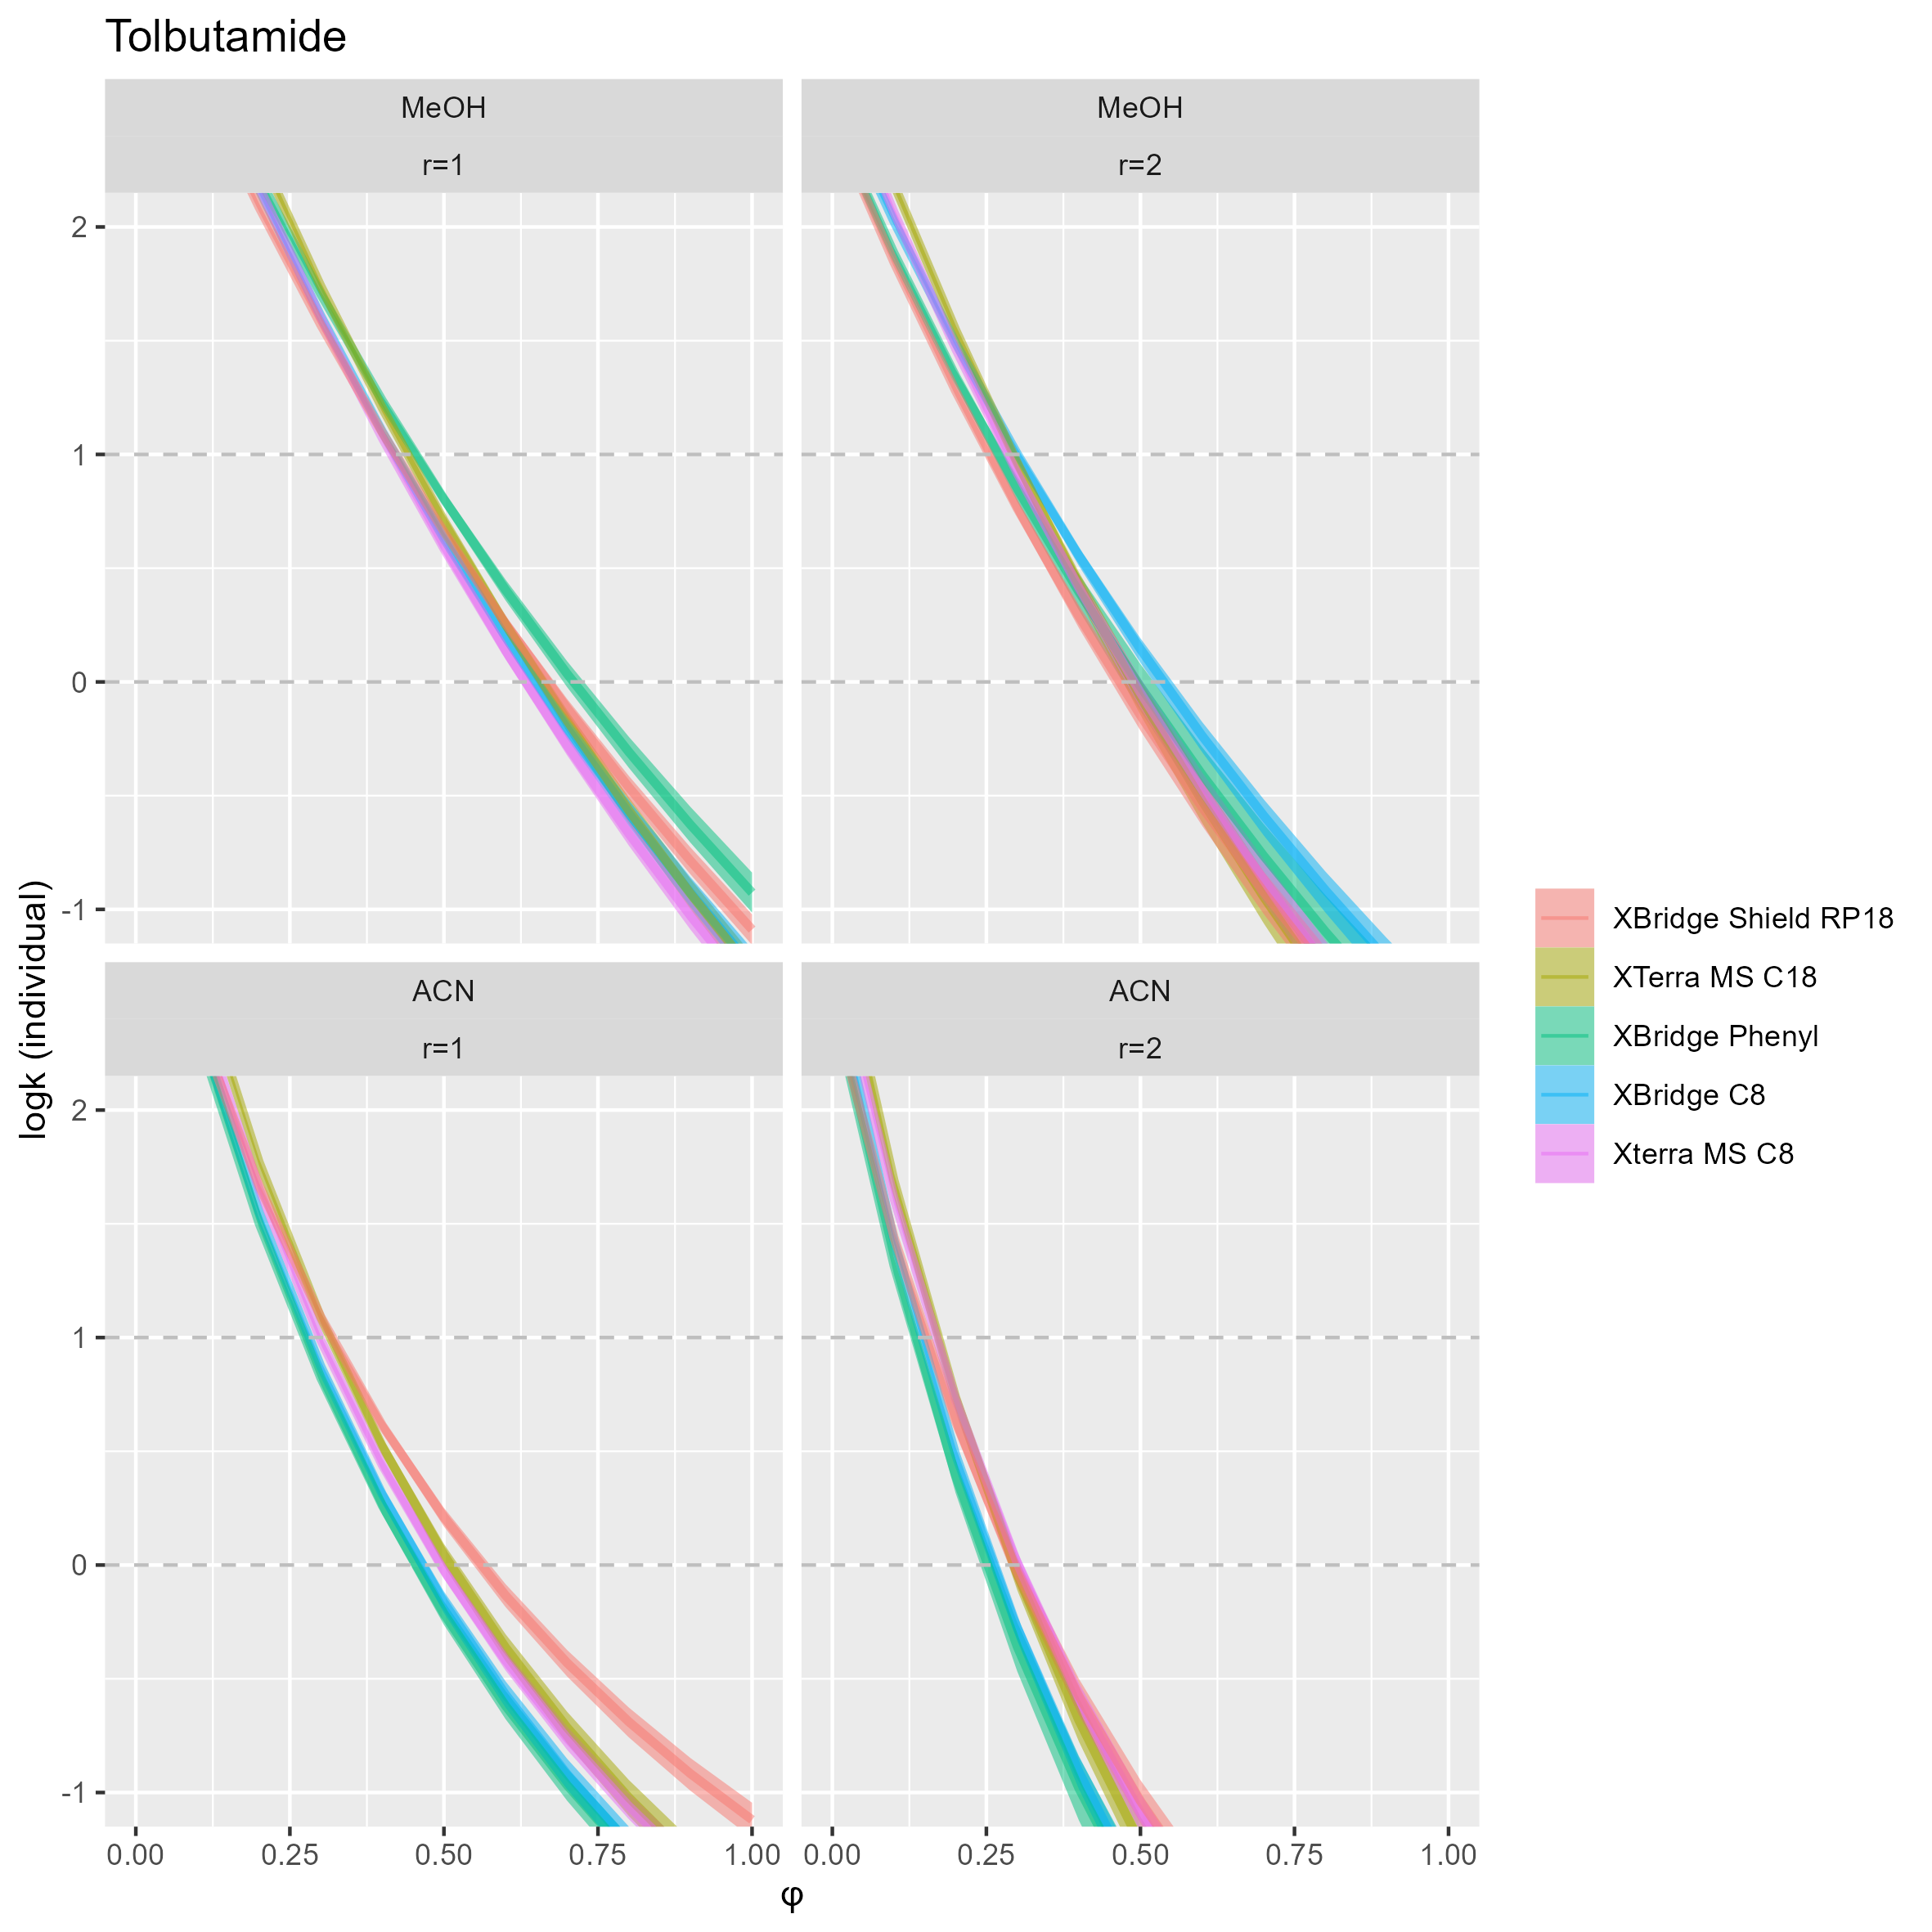 Tolbutamide
MeOH
r=1
MeOH
r=2
2
1
0
-1
ACN
r=1
ACN
r=2
2
1
0
-1
0.00
0.25
0.50
0.75
1.00
0.00
0.25
0.50
0.75
1.00
φ
logk (individual)
XBridge Shield RP18
XTerra MS C18
XBridge Phenyl
XBridge C8
Xterra MS C8